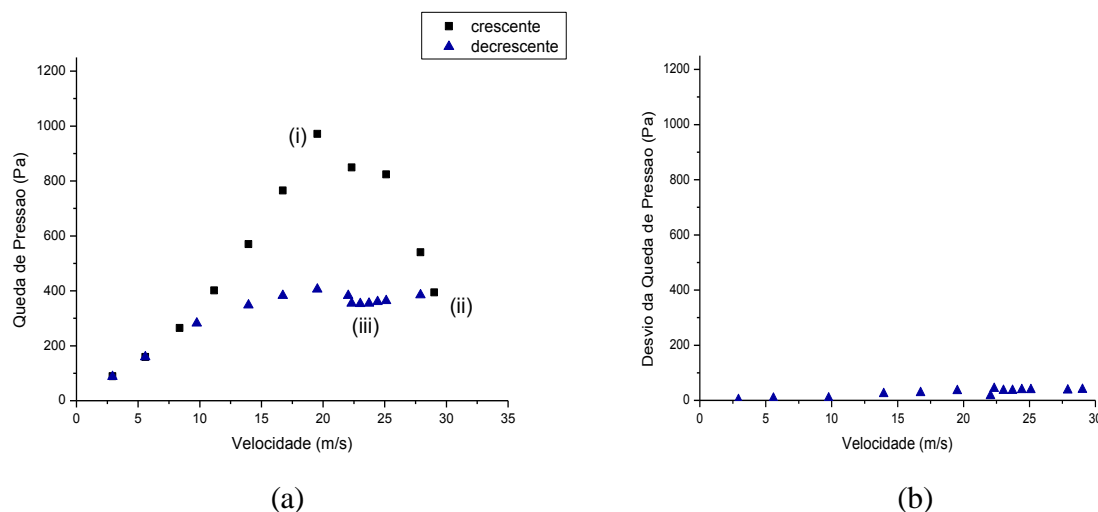 crescente
decrescente
1200
1000
800
600
400
200
0
Queda de Pressao (Pa)
(i)
(ii)
(iii)
0 5 10 15 20 25 30 35
Velocidade (m/s)
(a)
1200
1000
800
600
400
200
0
Desvio da Queda de Pressao (Pa)
0 5 10 15 20 25 30
Velocidade (m/s)
(b)